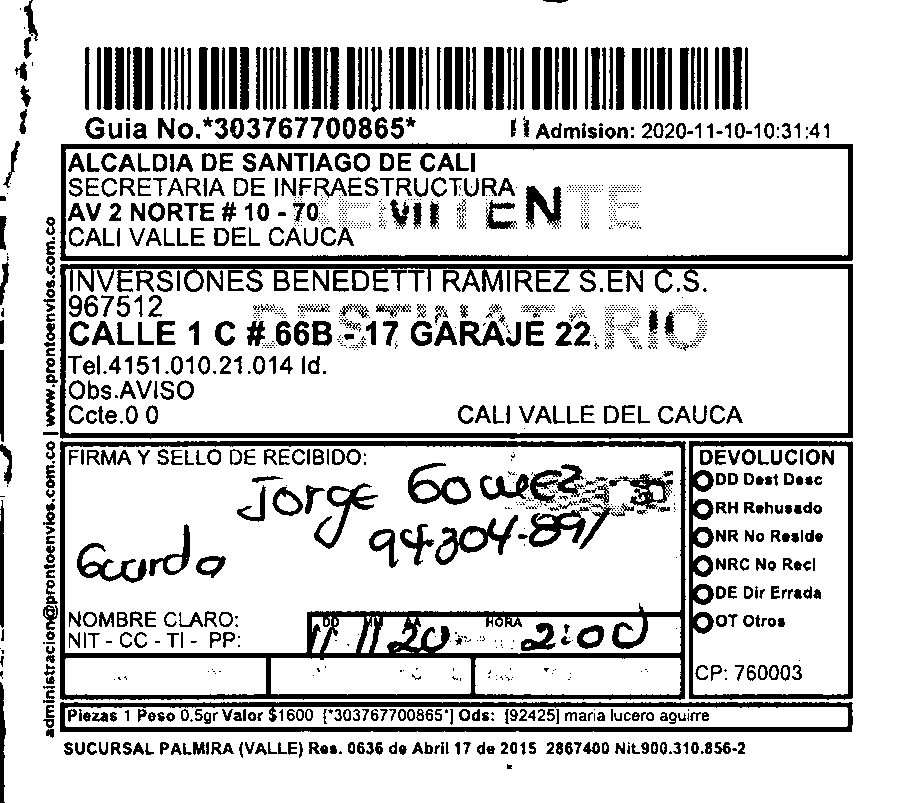 Guia No.*303767700865*
Admision: 2020-11-10-10:31:41
ALCALDIA DE SANTIAGO DE CALI
SECRETARIA DE INFRAESTRUCTURA
AV 2 NORTE # 10 - 70
REMITENTE
CALI VALLE DEL CAUCA
INVERSIONES BENEDETTI RAMIREZ S.EN C.S.
967512
DESTINATARIO
CALLE 1 C # 66B - 17 GARAJE 22
Tel.4151.010.21.014 Id.
Obs.AVISO
Ccte.0 0
CALI VALLE DEL CAUCA
FIRMA Y SELLO DE RECIBIDO:
Jorge Gomez
94304-891
Guarda
NOMBRE CLARO:
NIT - CC - TI - PP:
DD MM AA HORA
11 11 20 2:00
DEVOLUCION
DD Dest Desc
RH Rehusado
NR No Reside
NRC No Recl
DE Dir Errada
OT Otros
CP: 760003
Piezas 1 Peso 0.5gr Valor $1600 [*303767700865*] Ods: [92425] maria lucero aguirre
SUCURSAL PALMIRA (VALLE) Res. 0636 de Abril 17 de 2015 2867400 Nit.900.310.856-2
administracion@prontoenvios.com.co | www.prontoenvios.com.co